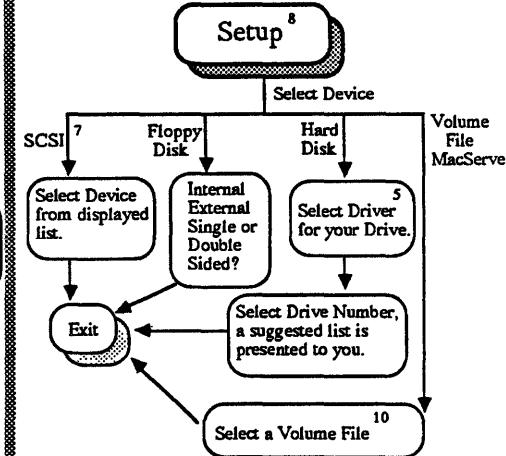 Setup 8
Select Device
SCSI 7
Floppy
Disk
Hard
Disk
Volume
File
MacServe
Select Device
from displayed
list.
Internal
External
Single or
Double
Sided?
5
Select Driver
for your Drive.
Exit
Select Drive Number,
a suggested list is
presented to you.
Select a Volume File 10